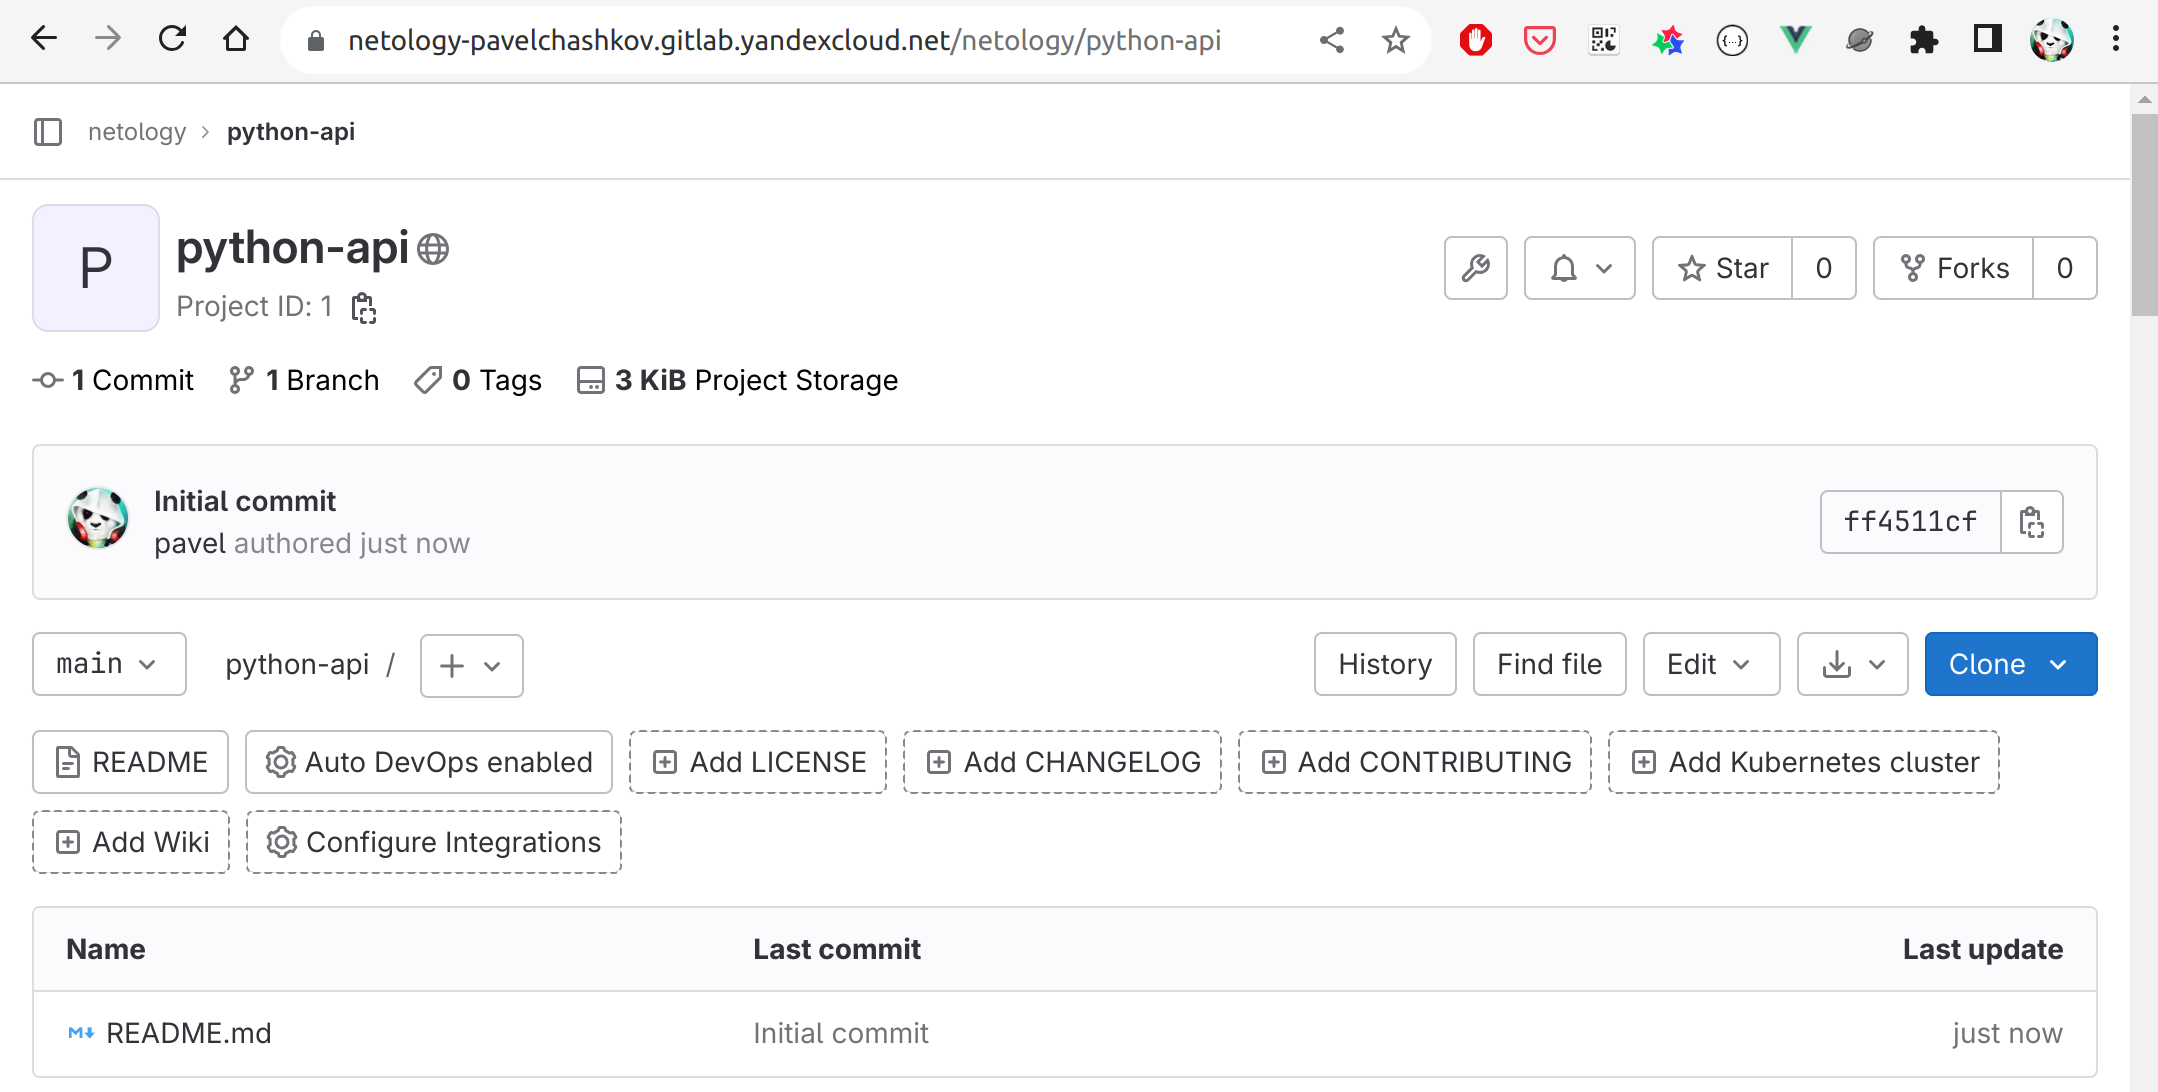 netology-pavelchashkov.gitlab.yandexcloud.net/netology/python-api
netology > python-api
P
python-api
Project ID: 1
Star 0
Forks 0
1 Commit
1 Branch
0 Tags
3 KiB Project Storage
Initial commit
pavel authored just now
ff4511cf
main
python-api /
History
Find file
Edit
Clone
README
Auto DevOps enabled
Add LICENSE
Add CHANGELOG
Add CONTRIBUTING
Add Kubernetes cluster
Add Wiki
Configure Integrations
Name Last commit Last update
README.md Initial commit just now